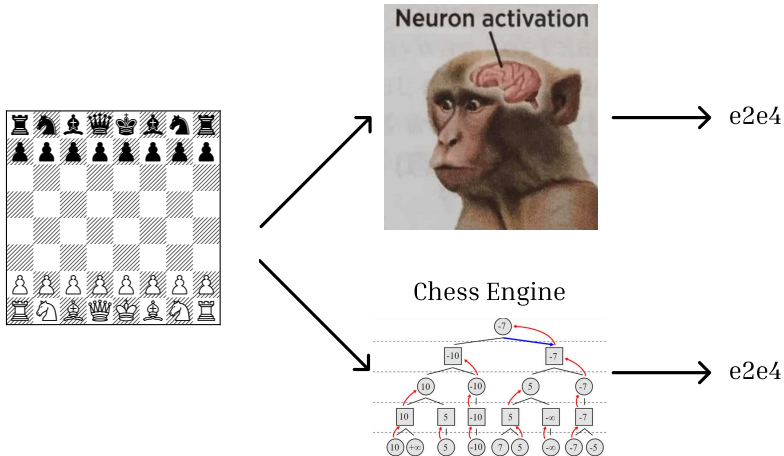 Neuron activation
e2e4
Chess Engine
e2e4
-7
-10 -7
10 -10 5 -7
10 5 -10 5 -∞ -7
10 +∞ 5 -10 7 5 -∞ -7 -5